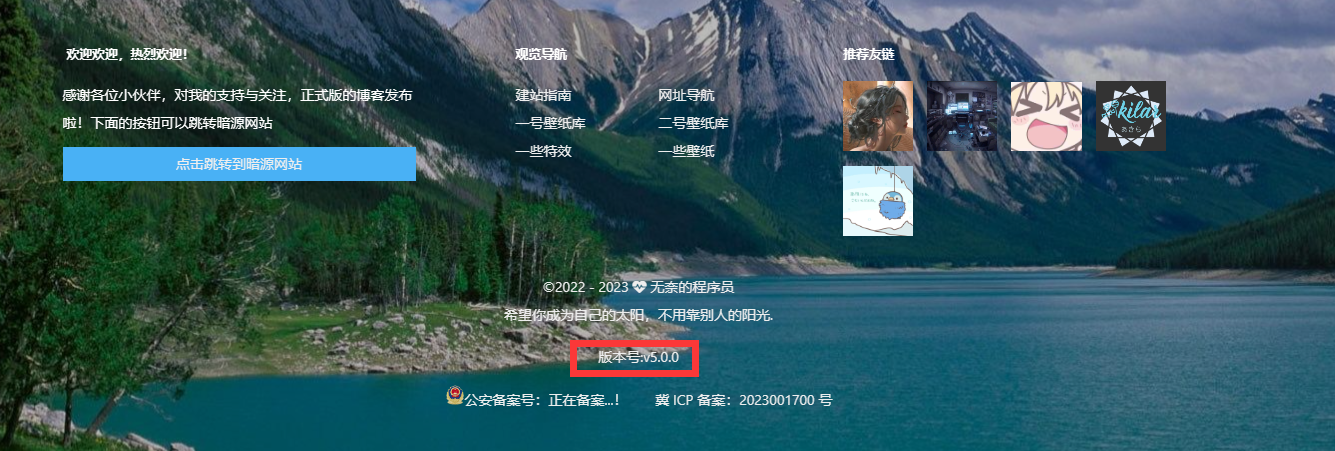 欢迎欢迎，热烈欢迎！
感谢各位小伙伴，对我的支持与关注，正式版的博客发布
啦！下面的按钮可以跳转暗源网站
点击跳转到暗源网站
观览导航
建站指南 网址导航
一号壁纸库 二号壁纸库
一些特效 一些壁纸
推荐友链
Akilar
あきら
©2022 - 2023 无奈的程序员
希望你成为自己的太阳，不用靠别人的阳光.
版本号:v5.0.0
公安备案号：正在备案...！ 冀 ICP 备案：2023001700 号